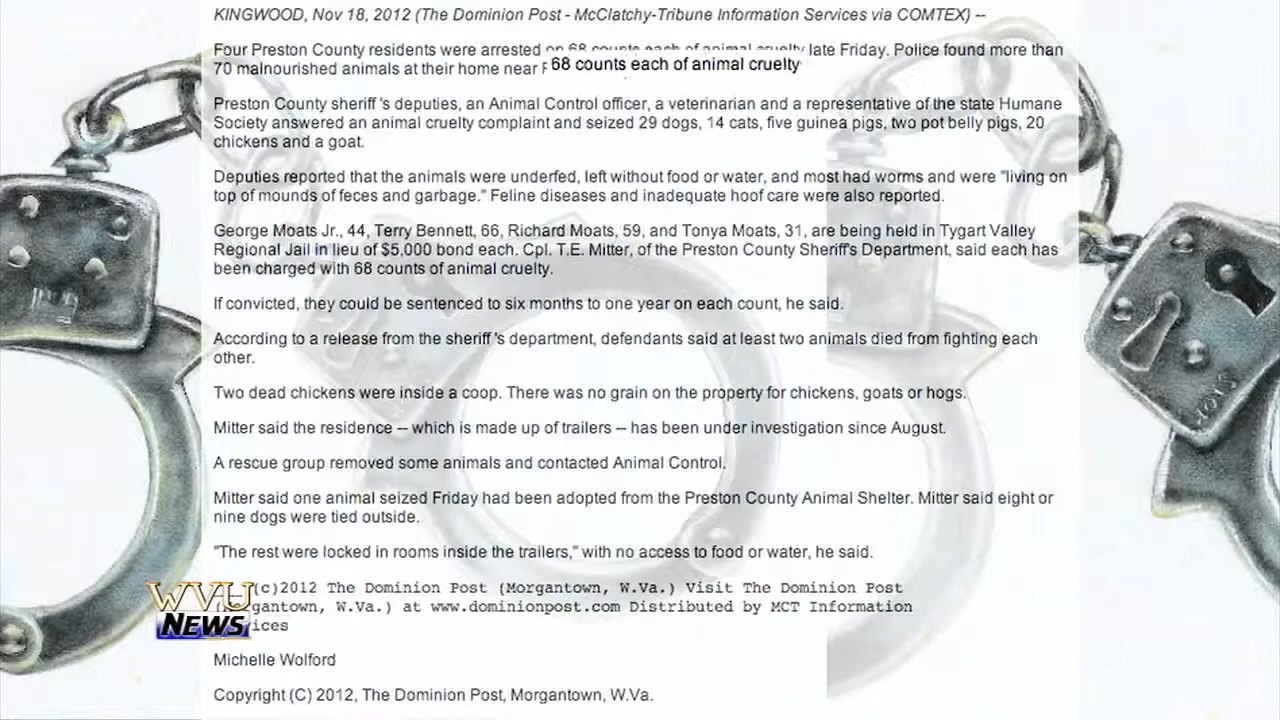 KINGWOOD, Nov 18, 2012 (The Dominion Post - McClatchy-Tribune Information Services via COMTEX) --
Four Preston County residents were arrested on 68 counts each of animal cruelty late Friday. Police found more than
70 malnourished animals at their home near
68 counts each of animal cruelty
Preston County sheriff 's deputies, an Animal Control officer, a veterinarian and a representative of the state Humane
Society answered an animal cruelty complaint and seized 29 dogs, 14 cats, five guinea pigs, two pot belly pigs, 20
chickens and a goat.
Deputies reported that the animals were underfed, left without food or water, and most had worms and were "living on
top of mounds of feces and garbage." Feline diseases and inadequate hoof care were also reported.
George Moats Jr., 44, Terry Bennett, 66, Richard Moats, 59, and Tonya Moats, 31, are being held in Tygart Valley
Regional Jail in lieu of $5,000 bond each. Cpl. T.E. Mitter, of the Preston County Sheriff's Department, said each has
been charged with 68 counts of animal cruelty.
If convicted, they could be sentenced to six months to one year on each count, he said.
According to a release from the sheriff 's department, defendants said at least two animals died from fighting each
other.
Two dead chickens were inside a coop. There was no grain on the property for chickens, goats or hogs.
Mitter said the residence -- which is made up of trailers -- has been under investigation since August.
A rescue group removed some animals and contacted Animal Control.
Mitter said one animal seized Friday had been adopted from the Preston County Animal Shelter. Mitter said eight or
nine dogs were tied outside.
"The rest were locked in rooms inside the trailers," with no access to food or water, he said.
(c)2012 The Dominion Post (Morgantown, W.Va.) Visit The Dominion Post
gantown, W.Va.) at www.dominionpost.com Distributed by MCT Information
ices
WVU
NEWS
Michelle Wolford
Copyright (C) 2012, The Dominion Post, Morgantown, W.Va.